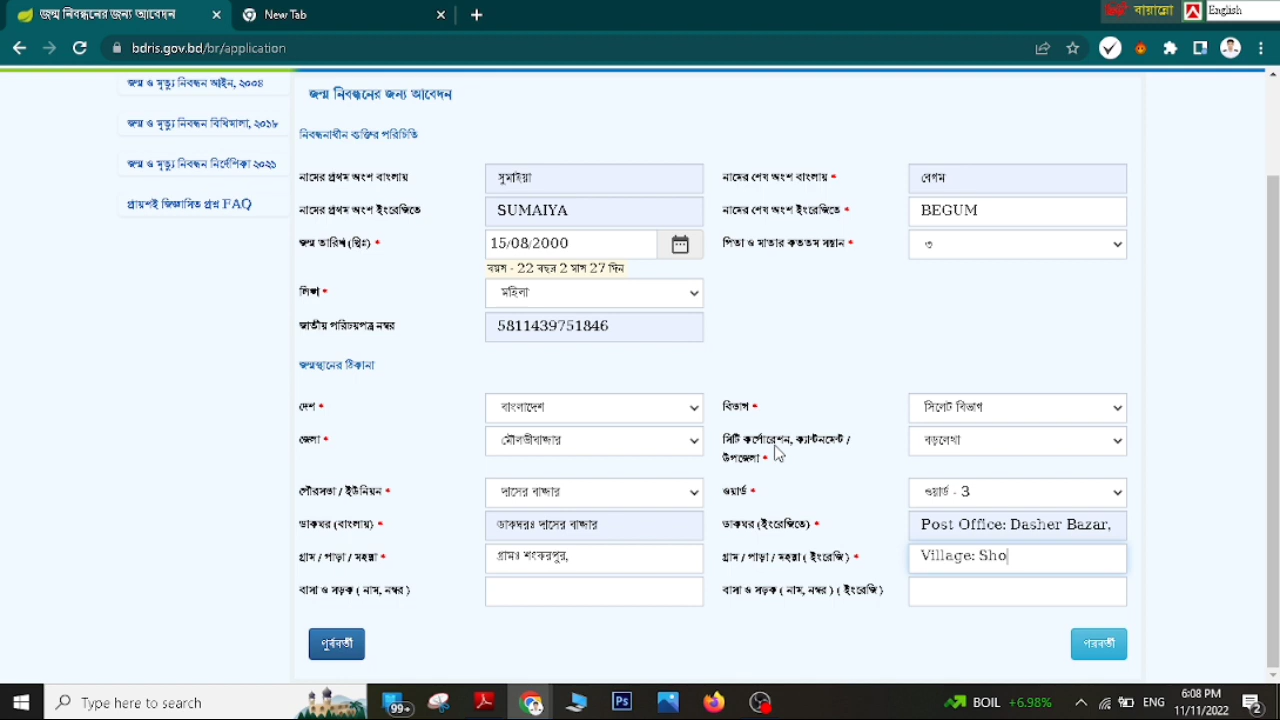 জন্ম নিবন্ধনের জন্য আবেদন
New Tab
বায়ান্নো
English
bdris.gov.bd/br/application
জন্ম ও মৃত্যু নিবন্ধন আইন, ২০০৪
জন্ম ও মৃত্যু নিবন্ধন বিধিমালা, ২০১৮
জন্ম ও মৃত্যু নিবন্ধন নির্দেশিকা ২০২১
প্রায়শই জিজ্ঞাসিত প্রশ্ন FAQ
জন্ম নিবন্ধনের জন্য আবেদন
নিবন্ধনাধীন ব্যক্তির পরিচিতি
নামের প্রথম অংশ বাংলায় সুমাইয়া নামের শেষ অংশ বাংলায় * বেগম
নামের প্রথম অংশ ইংরেজিতে SUMAIYA নামের শেষ অংশ ইংরেজিতে * BEGUM
জন্ম তারিখ (খ্রিঃ) * 15/08/2000 পিতা ও মাতার কততম সন্তান * ৩
বয়স - 22 বছর 2 মাস 27 দিন
লিঙ্গ * মহিলা
জাতীয় পরিচয়পত্র নম্বর 5811439751846
জন্মস্থানের ঠিকানা
দেশ * বাংলাদেশ বিভাগ * সিলেট বিভাগ
জেলা * মৌলভীবাজার সিটি কর্পোরেশন, ক্যান্টনমেন্ট / উপজেলা * বড়লেখা
পৌরসভা / ইউনিয়ন * দাসের বাজার ওয়ার্ড * ওয়ার্ড - 3
ডাকঘর (বাংলায়) * ডাকঘরঃ দাসের বাজার ডাকঘর (ইংরেজিতে) * Post Office: Dasher Bazar,
গ্রাম / পাড়া / মহল্লা * গ্রামঃ শংকরপুর, গ্রাম / পাড়া / মহল্লা ( ইংরেজি ) * Village: Sho
বাসা ও সড়ক ( নাম, নম্বর ) বাসা ও সড়ক ( নাম, নম্বর ) ( ইংরেজি )
পূর্ববর্তী পরবর্তী
Type here to search
99+
Ps
BOIL +6.98%
ENG
6:08 PM
11/11/2022
2